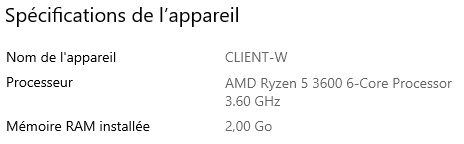 Spécifications de l’appareil
Nom de l'appareil CLIENT-W
Processeur AMD Ryzen 5 3600 6-Core Processor
3.60 GHz
Mémoire RAM installée 2,00 Go